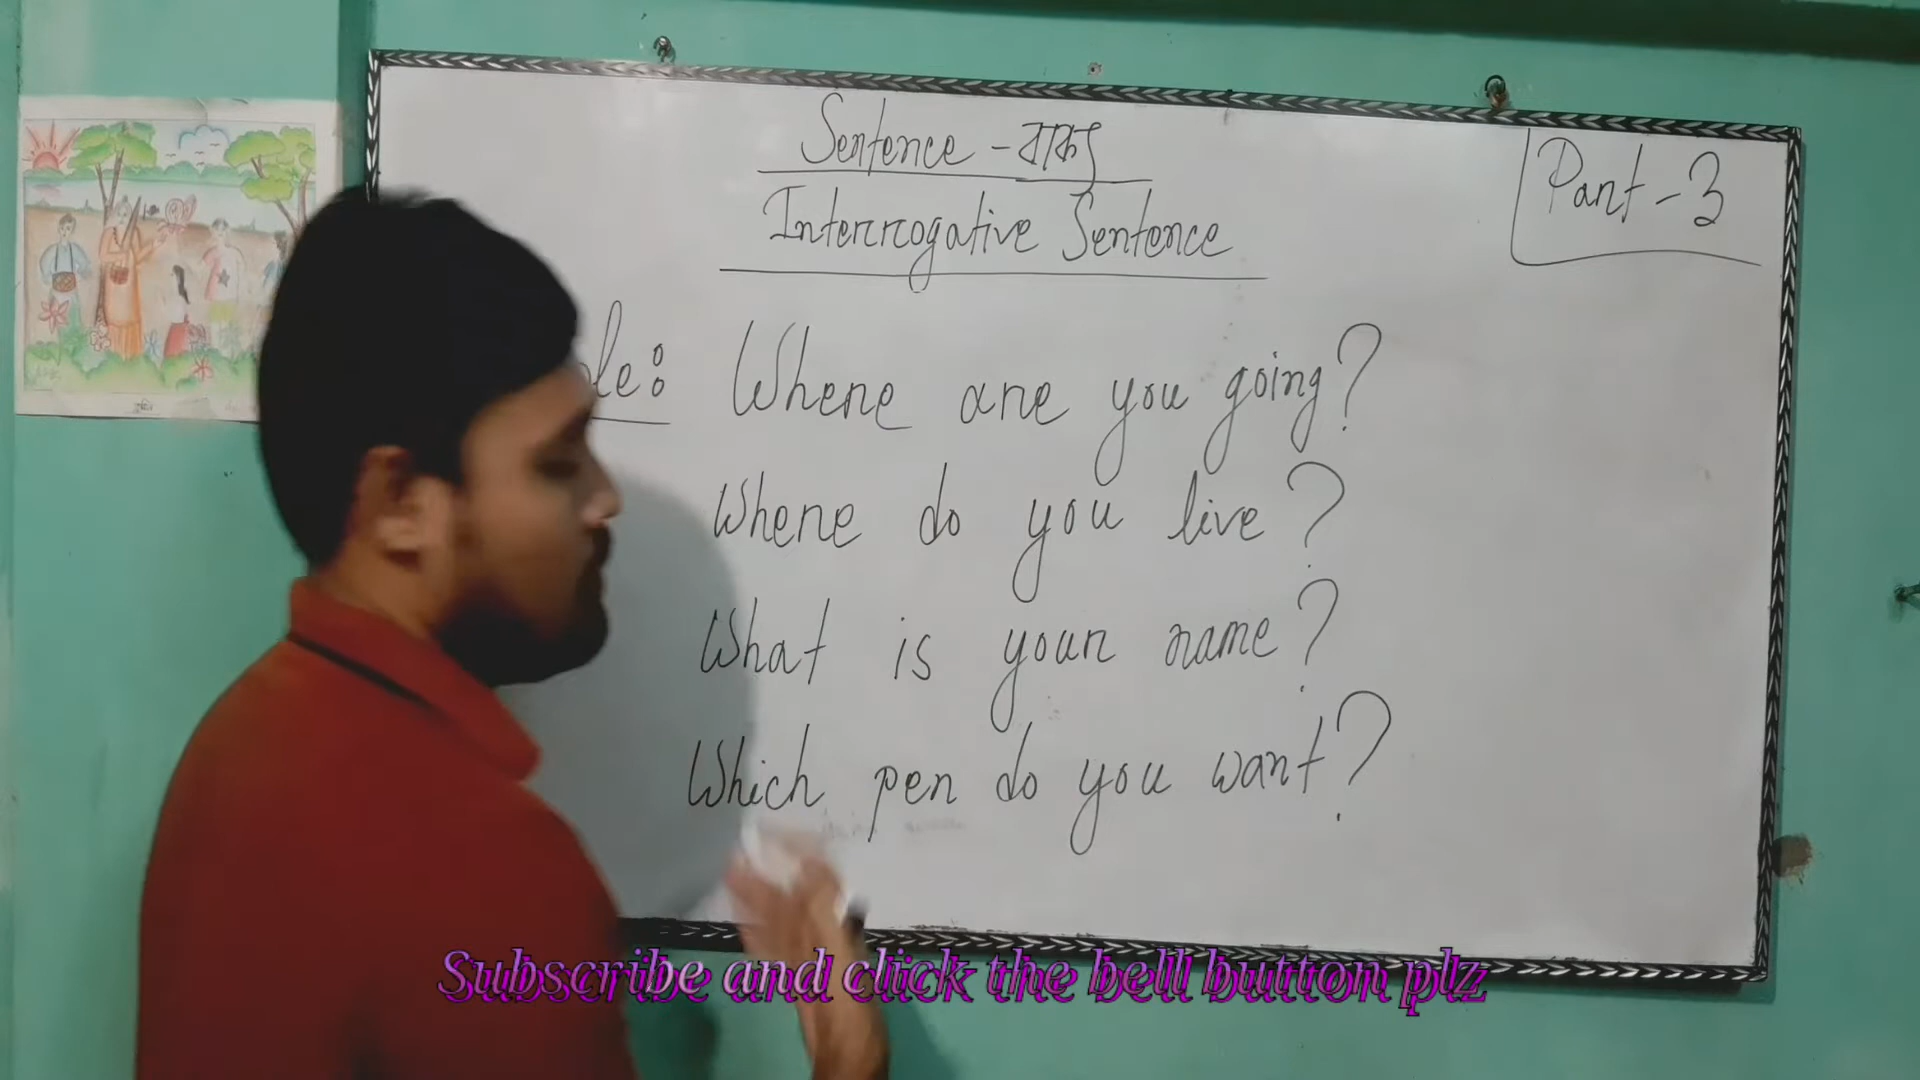 Sentence - বাক্য
Interrogative Sentence
Part - 3
Where are you going?
Where do you live?
What is your name?
Which pen do you want?
Subscribe and click the bell button plz